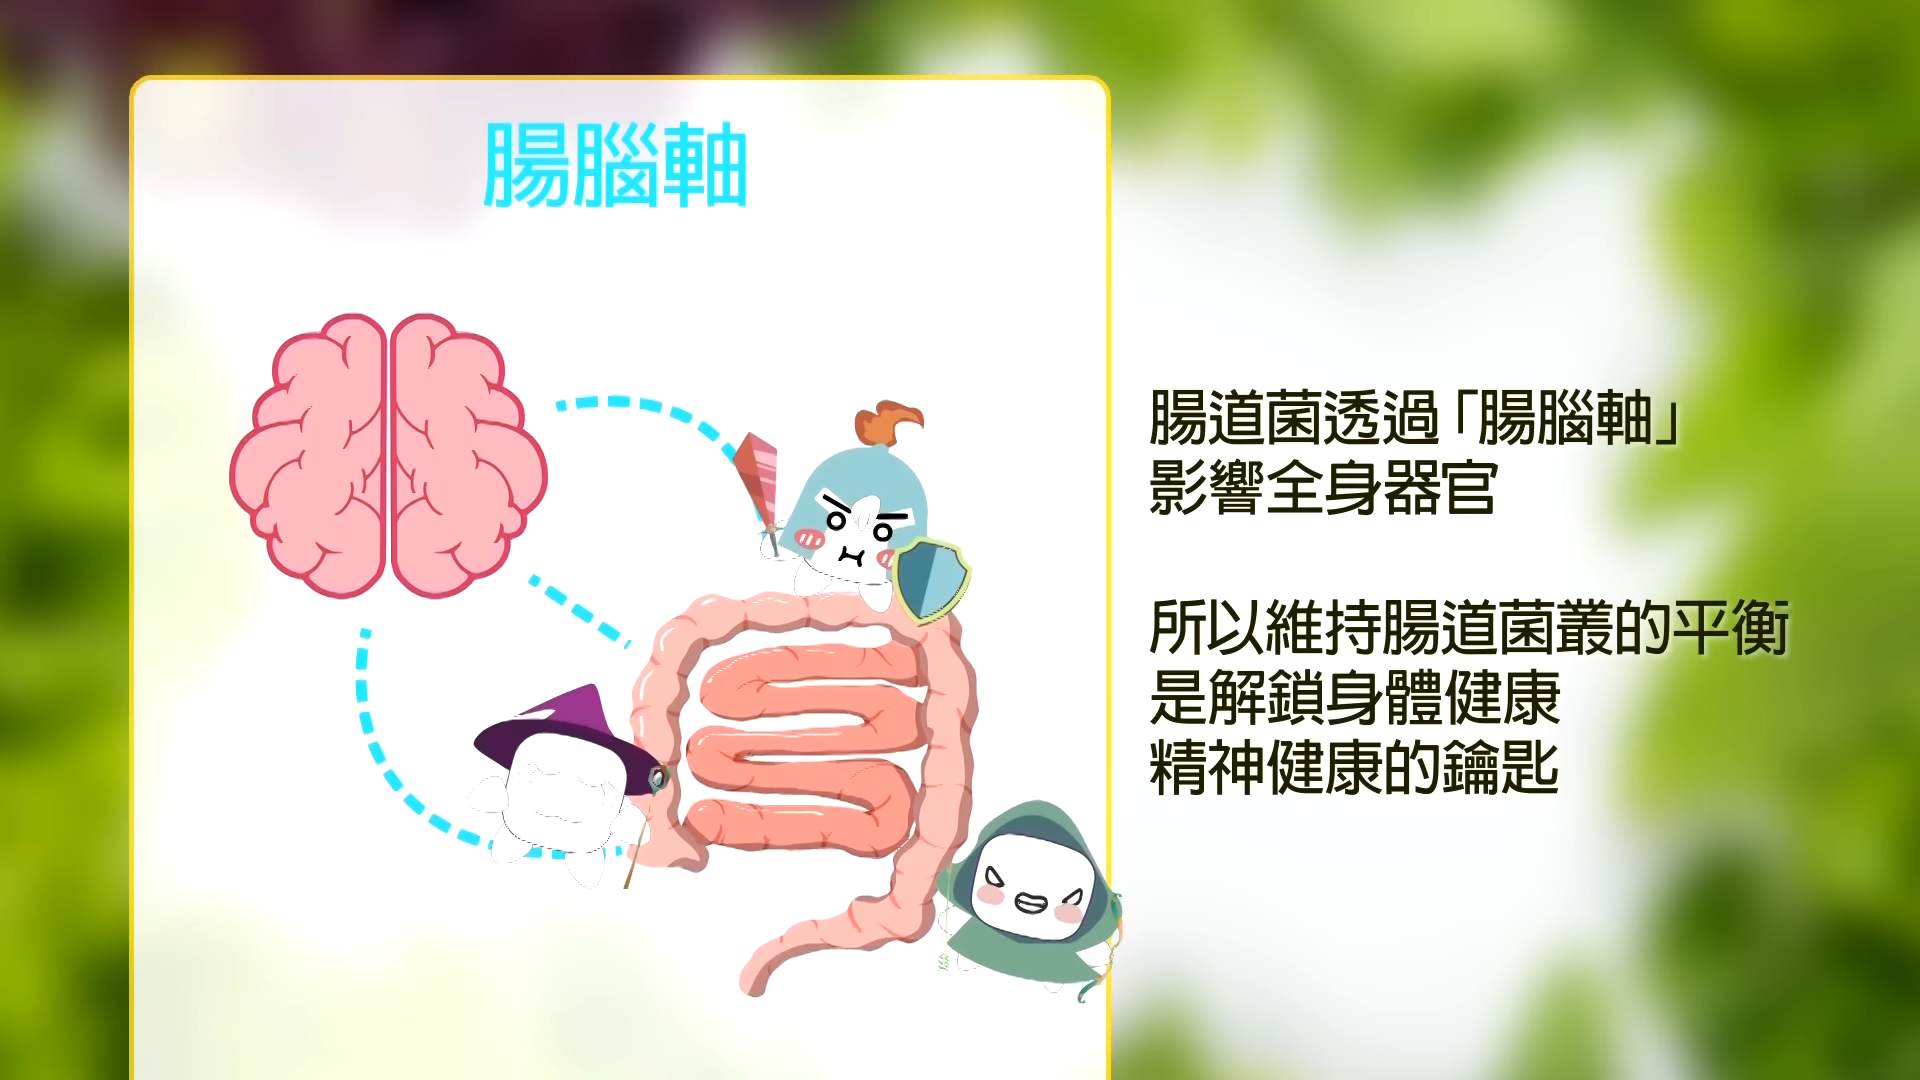 腸腦軸
腸道菌透過「腸腦軸」
影響全身器官
所以維持腸道菌叢的平衡
是解鎖身體健康
精神健康的鑰匙